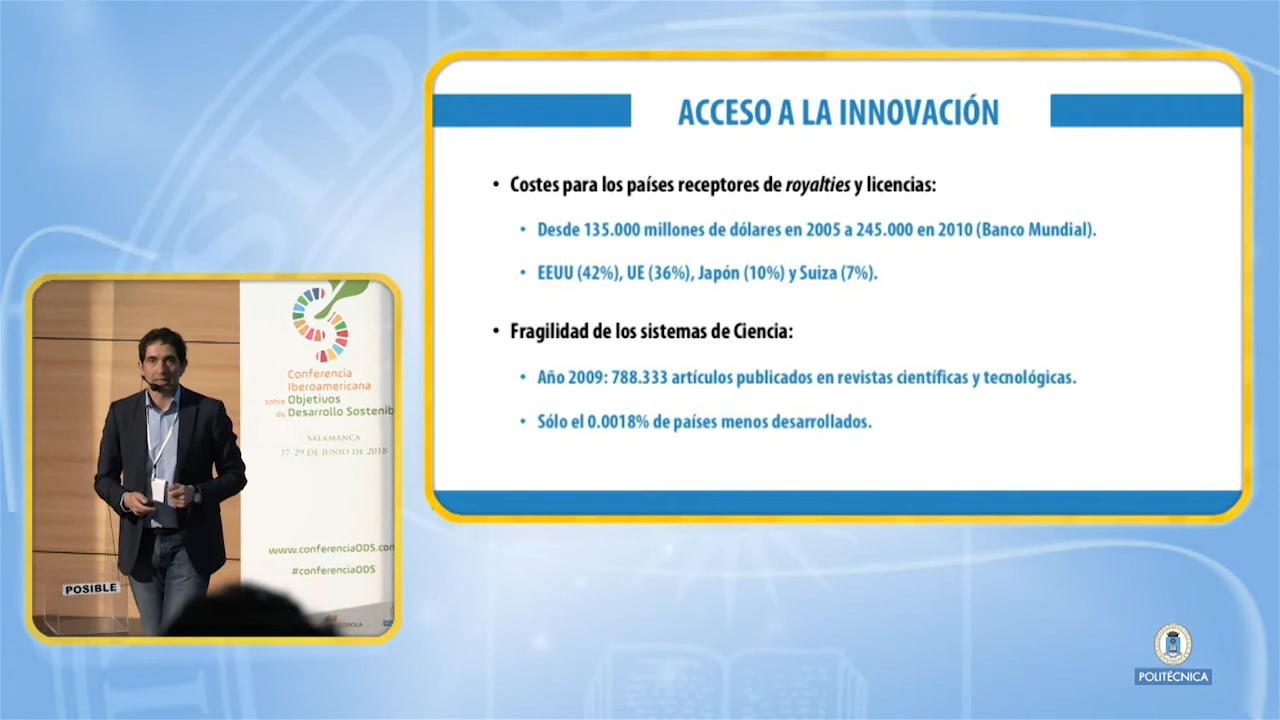 ACCESO A LA INNOVACIÓN
• Costes para los países receptores de royalties y licencias:
• Desde 135.000 millones de dólares en 2005 a 245.000 en 2010 (Banco Mundial).
• EEUU (42%), UE (36%), Japón (10%) y Suiza (7%).
• Fragilidad de los sistemas de Ciencia:
• Año 2009: 788.333 artículos publicados en revistas científicas y tecnológicas.
• Sólo el 0.0018% de países menos desarrollados.
Conferencia
Iberoamericana
sobre Objetivos
de Desarrollo Sostenib
SALAMANCA
27-29 DE JUNIO DE 2018
www.conferenciaODS.com
#conferenciaODS
POSIBLE
POLITÉCNICA